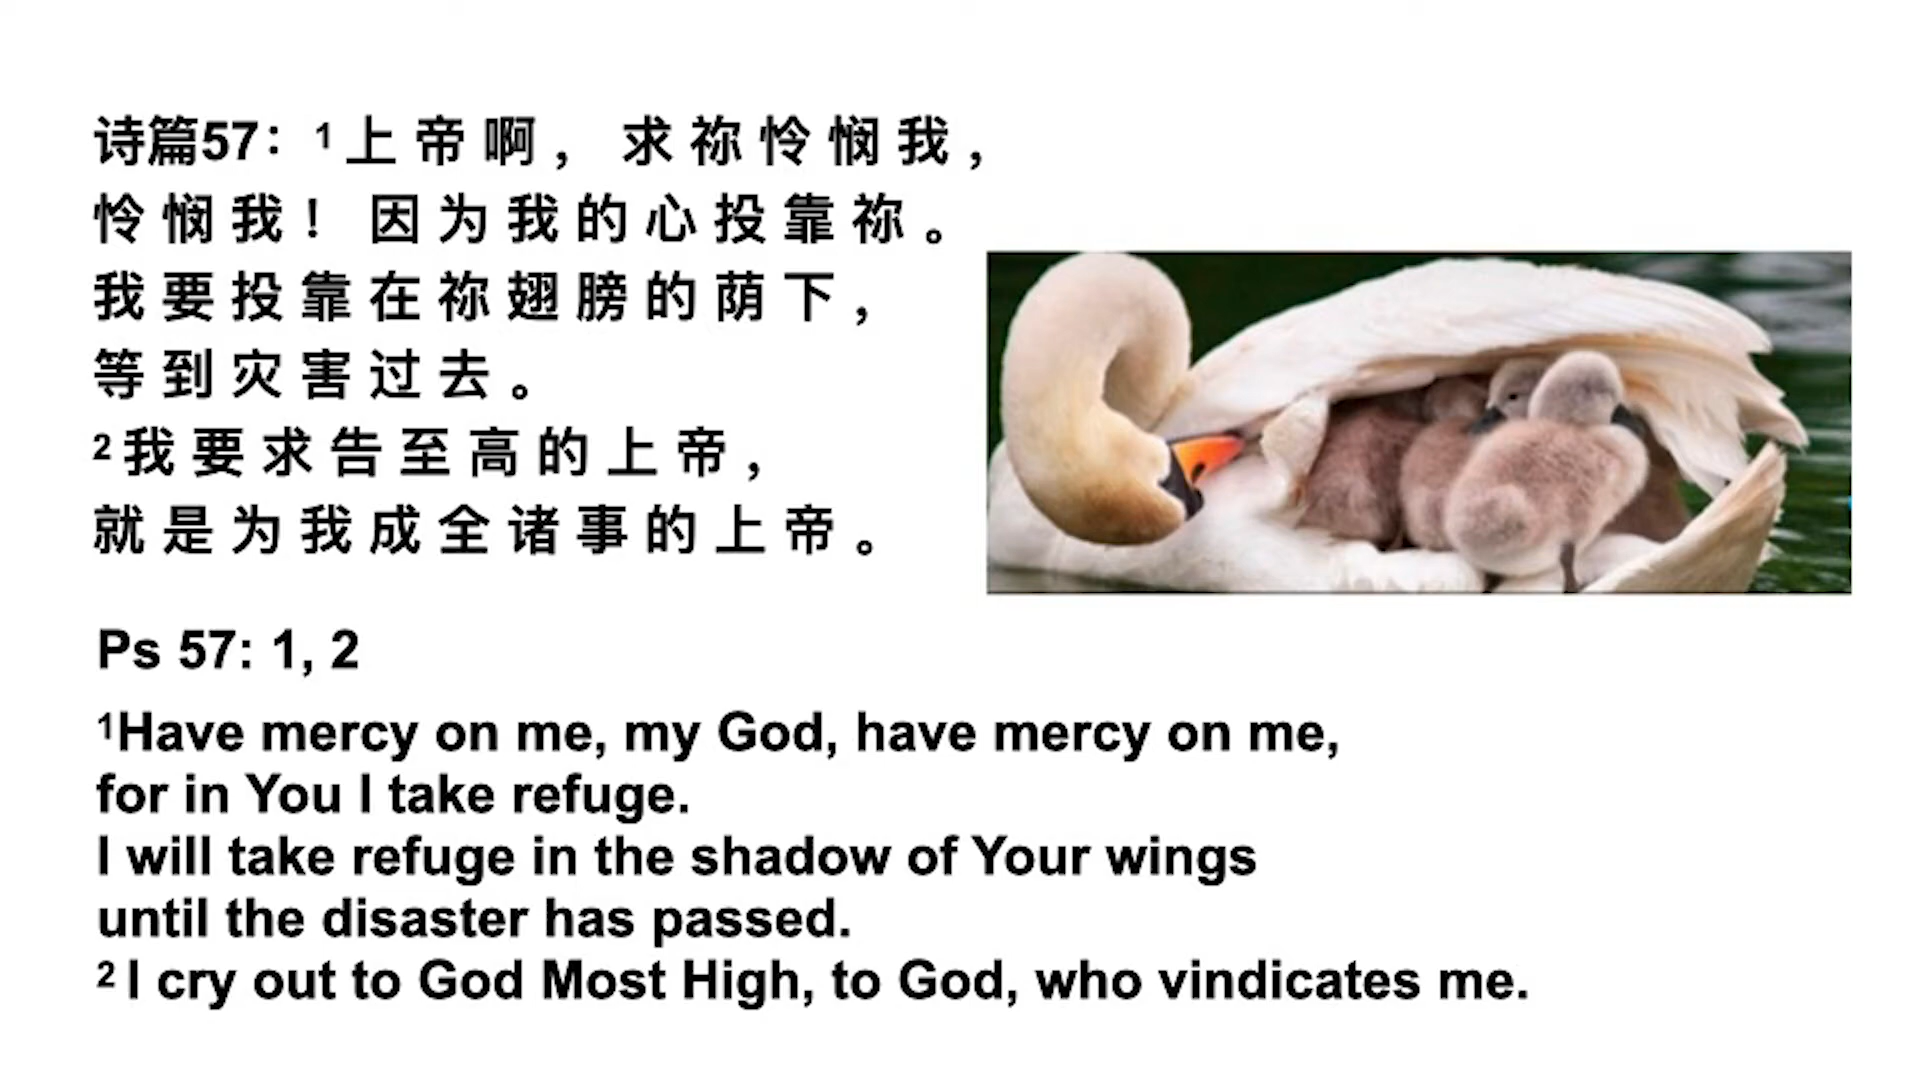 诗篇57：¹上帝啊，求祢怜悯我，
怜悯我！因为我的心投靠祢。
我要投靠在祢翅膀的荫下，
等到灾害过去。
²我要求告至高的上帝，
就是为我成全诸事的上帝。
Ps 57: 1, 2
¹Have mercy on me, my God, have mercy on me,
for in You I take refuge.
I will take refuge in the shadow of Your wings
until the disaster has passed.
² I cry out to God Most High, to God, who vindicates me.